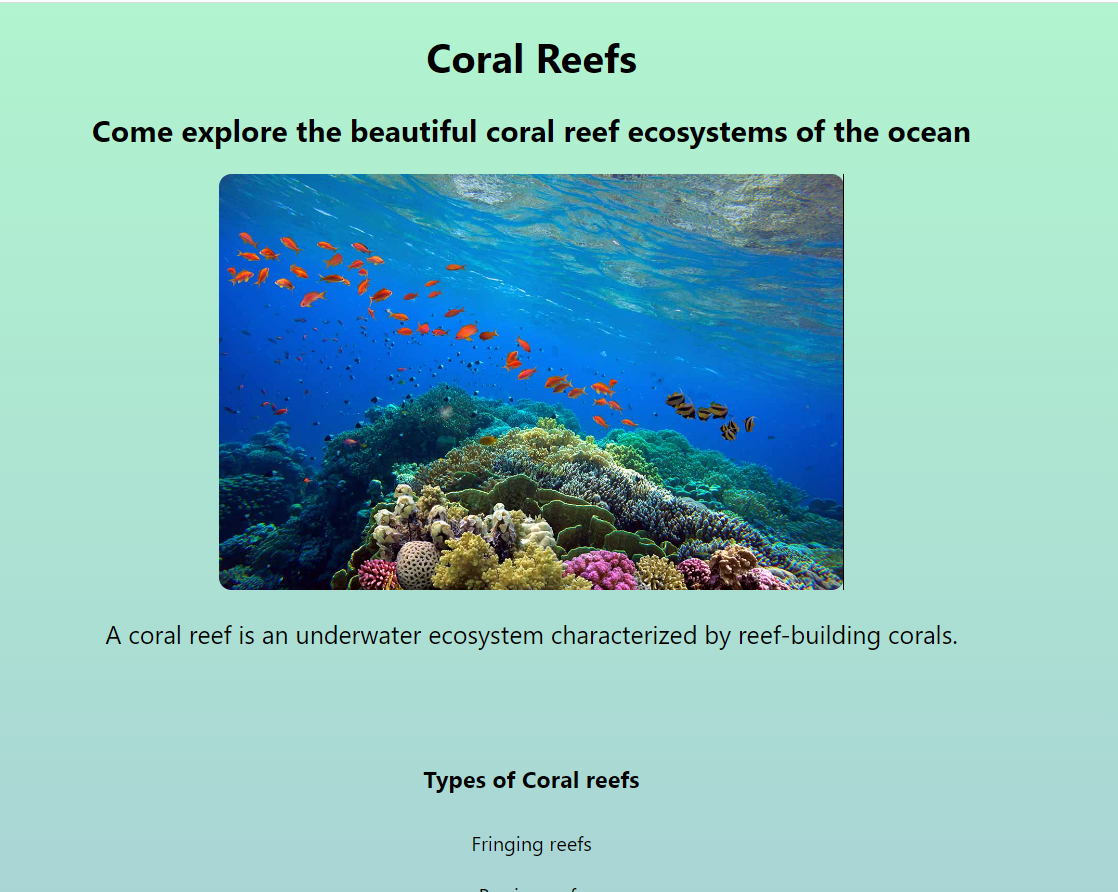 Coral Reefs
Come explore the beautiful coral reef ecosystems of the ocean
A coral reef is an underwater ecosystem characterized by reef-building corals.
Types of Coral reefs
Fringing reefs